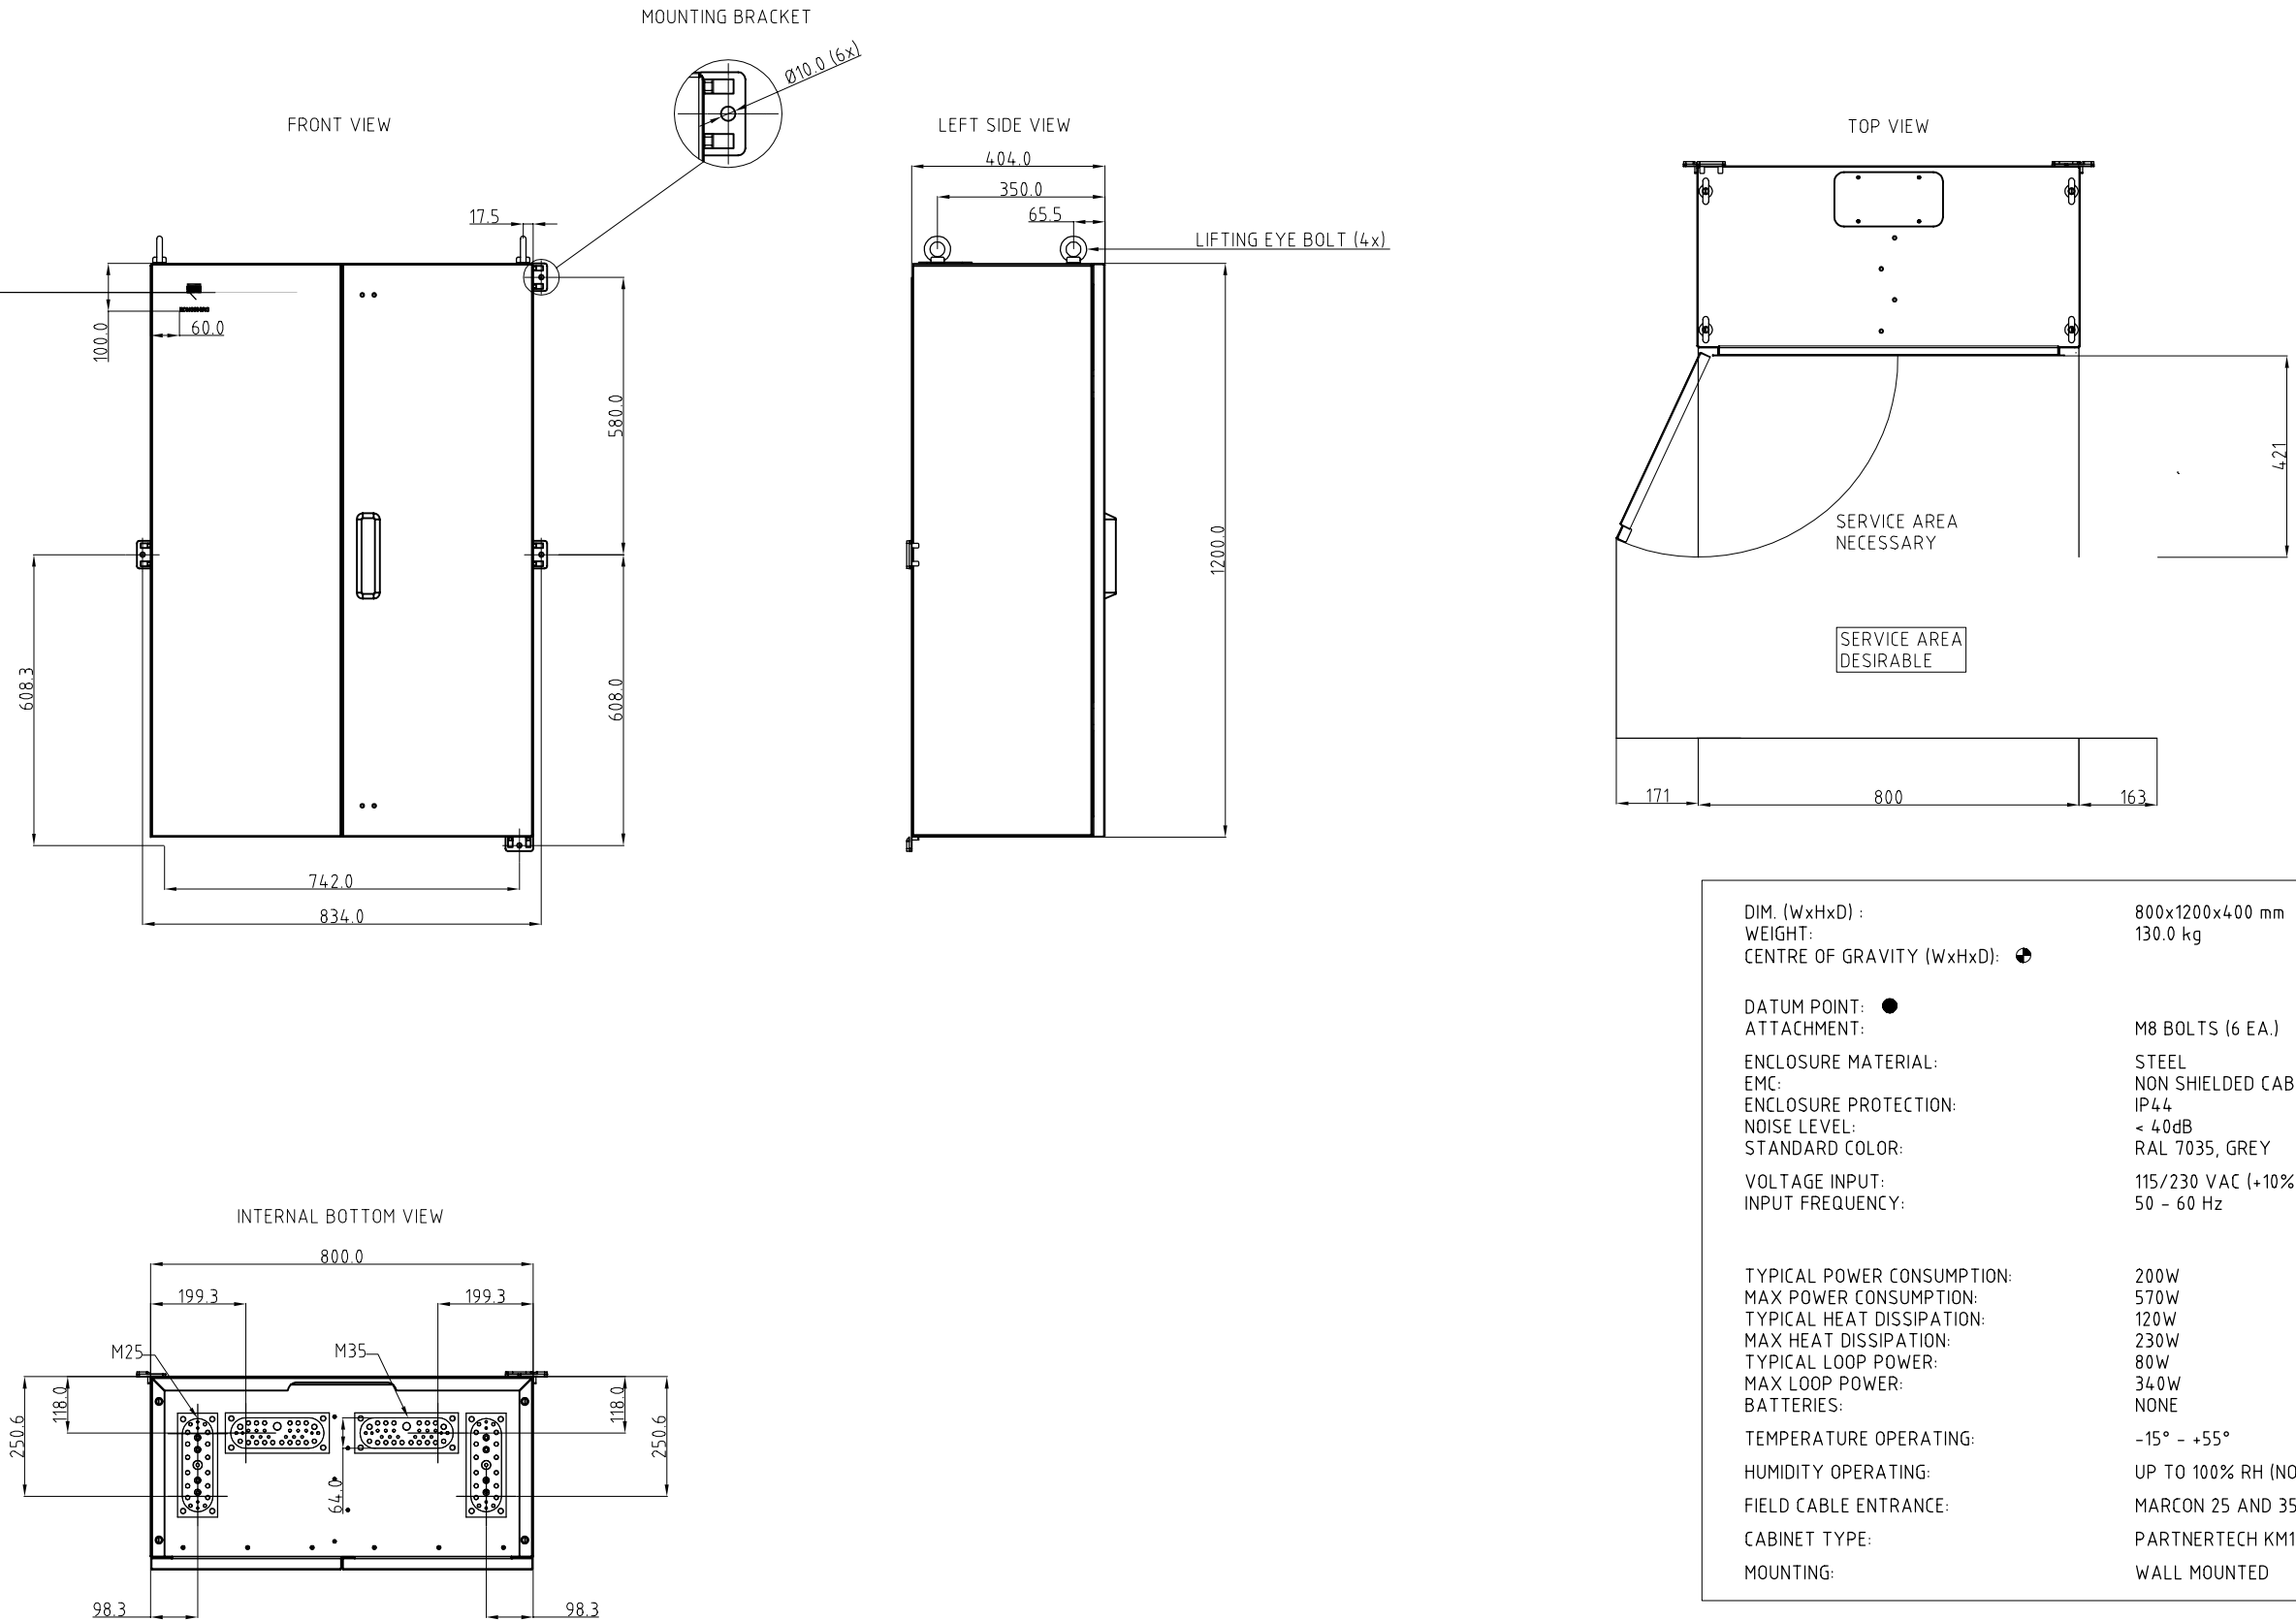 MOUNTING BRACKET
Ø10.0 (6x)
FRONT VIEW
LEFT SIDE VIEW
TOP VIEW
404.0
350.0
17.5
65.5
LIFTING EYE BOLT (4x)
100.0
60.0
580.0
421
SERVICE AREA
NECESSARY
1200.0
SERVICE AREA
DESIRABLE
608.3
608.0
171
800
163
742.0
834.0
DIM. (WxHxD) : 800x1200x400 mm
WEIGHT: 130.0 kg
CENTRE OF GRAVITY (WxHxD):
DATUM POINT:
ATTACHMENT: M8 BOLTS (6 EA.)
ENCLOSURE MATERIAL: STEEL
EMC: NON SHIELDED CAB
ENCLOSURE PROTECTION: IP44
NOISE LEVEL: < 40dB
STANDARD COLOR: RAL 7035, GREY
VOLTAGE INPUT: 115/230 VAC (+10%
INPUT FREQUENCY: 50 - 60 Hz
TYPICAL POWER CONSUMPTION: 200W
MAX POWER CONSUMPTION: 570W
TYPICAL HEAT DISSIPATION: 120W
MAX HEAT DISSIPATION: 230W
TYPICAL LOOP POWER: 80W
MAX LOOP POWER: 340W
BATTERIES: NONE
TEMPERATURE OPERATING: -15° - +55°
HUMIDITY OPERATING: UP TO 100% RH (NO
FIELD CABLE ENTRANCE: MARCON 25 AND 35
CABINET TYPE: PARTNERTECH KM1
MOUNTING: WALL MOUNTED
INTERNAL BOTTOM VIEW
800.0
199.3
199.3
M25
M35
250.6
118.0
118.0
250.6
64.0
98.3
98.3